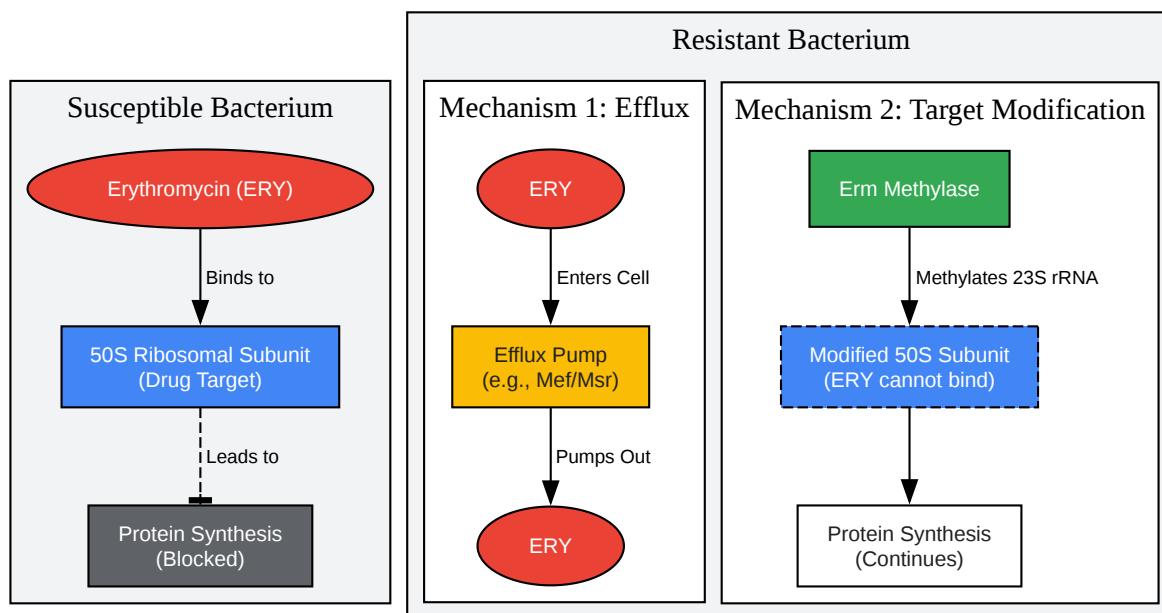 Resistant Bacterium
Susceptible Bacterium
Erythromycin (ERY)
Binds to
50S Ribosomal Subunit
(Drug Target)
Leads to
Protein Synthesis
(Blocked)
Mechanism 1: Efflux
ERY
Enters Cell
Efflux Pump
(e.g., Mef/Msr)
Pumps Out
ERY
Mechanism 2: Target Modification
Erm Methylase
Methylates 23S rRNA
Modified 50S Subunit
(ERY cannot bind)
Protein Synthesis
(Continues)